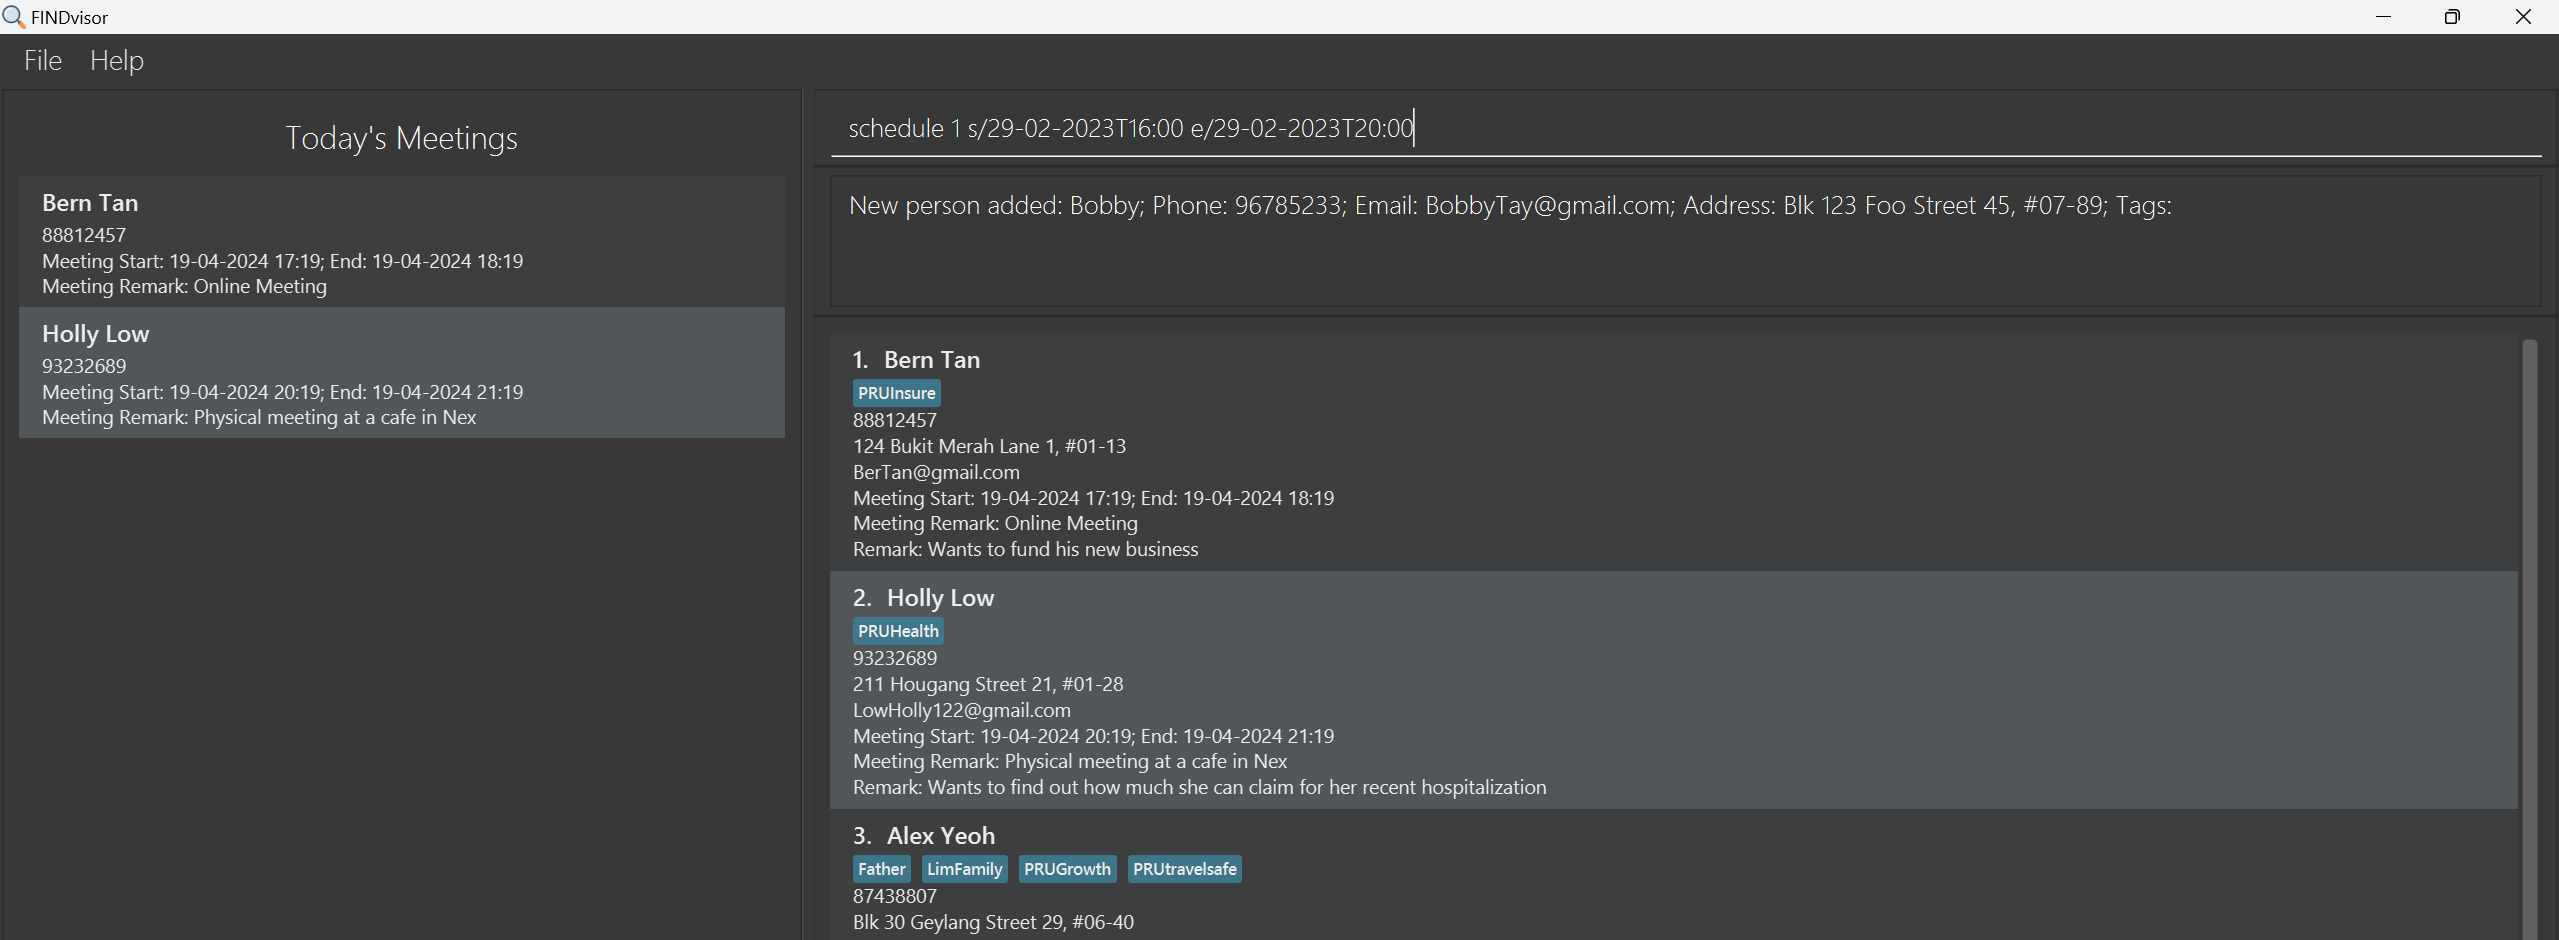 FINDvisor
File Help
Today's Meetings
Bern Tan
88812457
Meeting Start: 19-04-2024 17:19; End: 19-04-2024 18:19
Meeting Remark: Online Meeting
Holly Low
93232689
Meeting Start: 19-04-2024 20:19; End: 19-04-2024 21:19
Meeting Remark: Physical meeting at a cafe in Nex
schedule 1 s/29-02-2023T16:00 e/29-02-2023T20:00
New person added: Bobby; Phone: 96785233; Email: BobbyTay@gmail.com; Address: Blk 123 Foo Street 45, #07-89; Tags:
1. Bern Tan
PRUInsure
88812457
124 Bukit Merah Lane 1, #01-13
BerTan@gmail.com
Meeting Start: 19-04-2024 17:19; End: 19-04-2024 18:19
Meeting Remark: Online Meeting
Remark: Wants to fund his new business
2. Holly Low
PRUHealth
93232689
211 Hougang Street 21, #01-28
LowHolly122@gmail.com
Meeting Start: 19-04-2024 20:19; End: 19-04-2024 21:19
Meeting Remark: Physical meeting at a cafe in Nex
Remark: Wants to find out how much she can claim for her recent hospitalization
3. Alex Yeoh
Father LimFamily PRUGrowth PRUtravelsafe
87438807
Blk 30 Geylang Street 29, #06-40